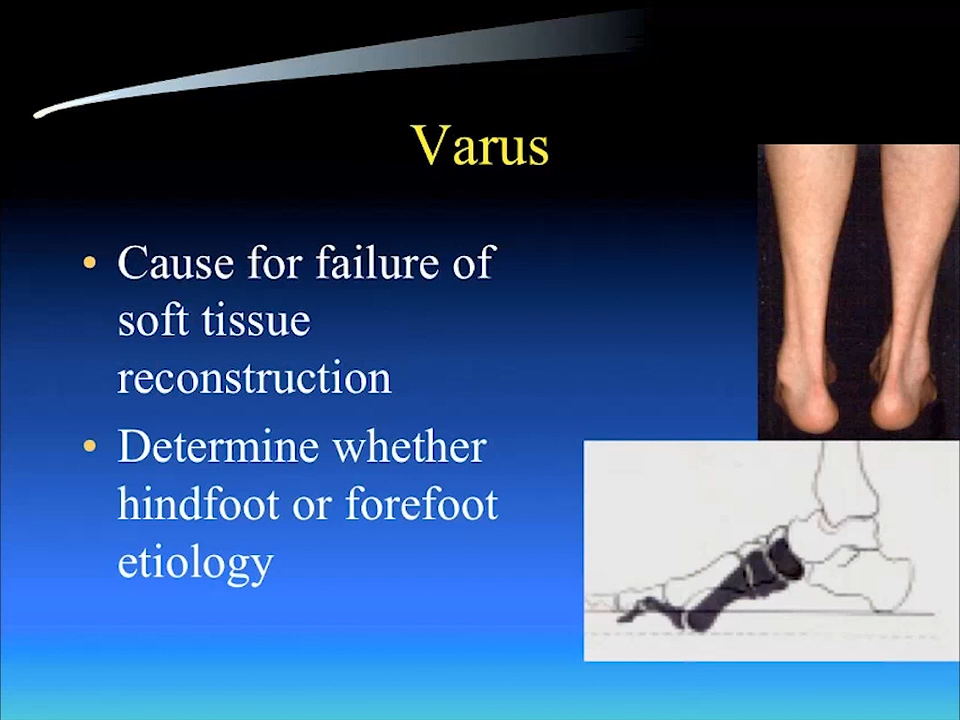 Varus
• Cause for failure of
soft tissue
reconstruction
• Determine whether
hindfoot or forefoot
etiology